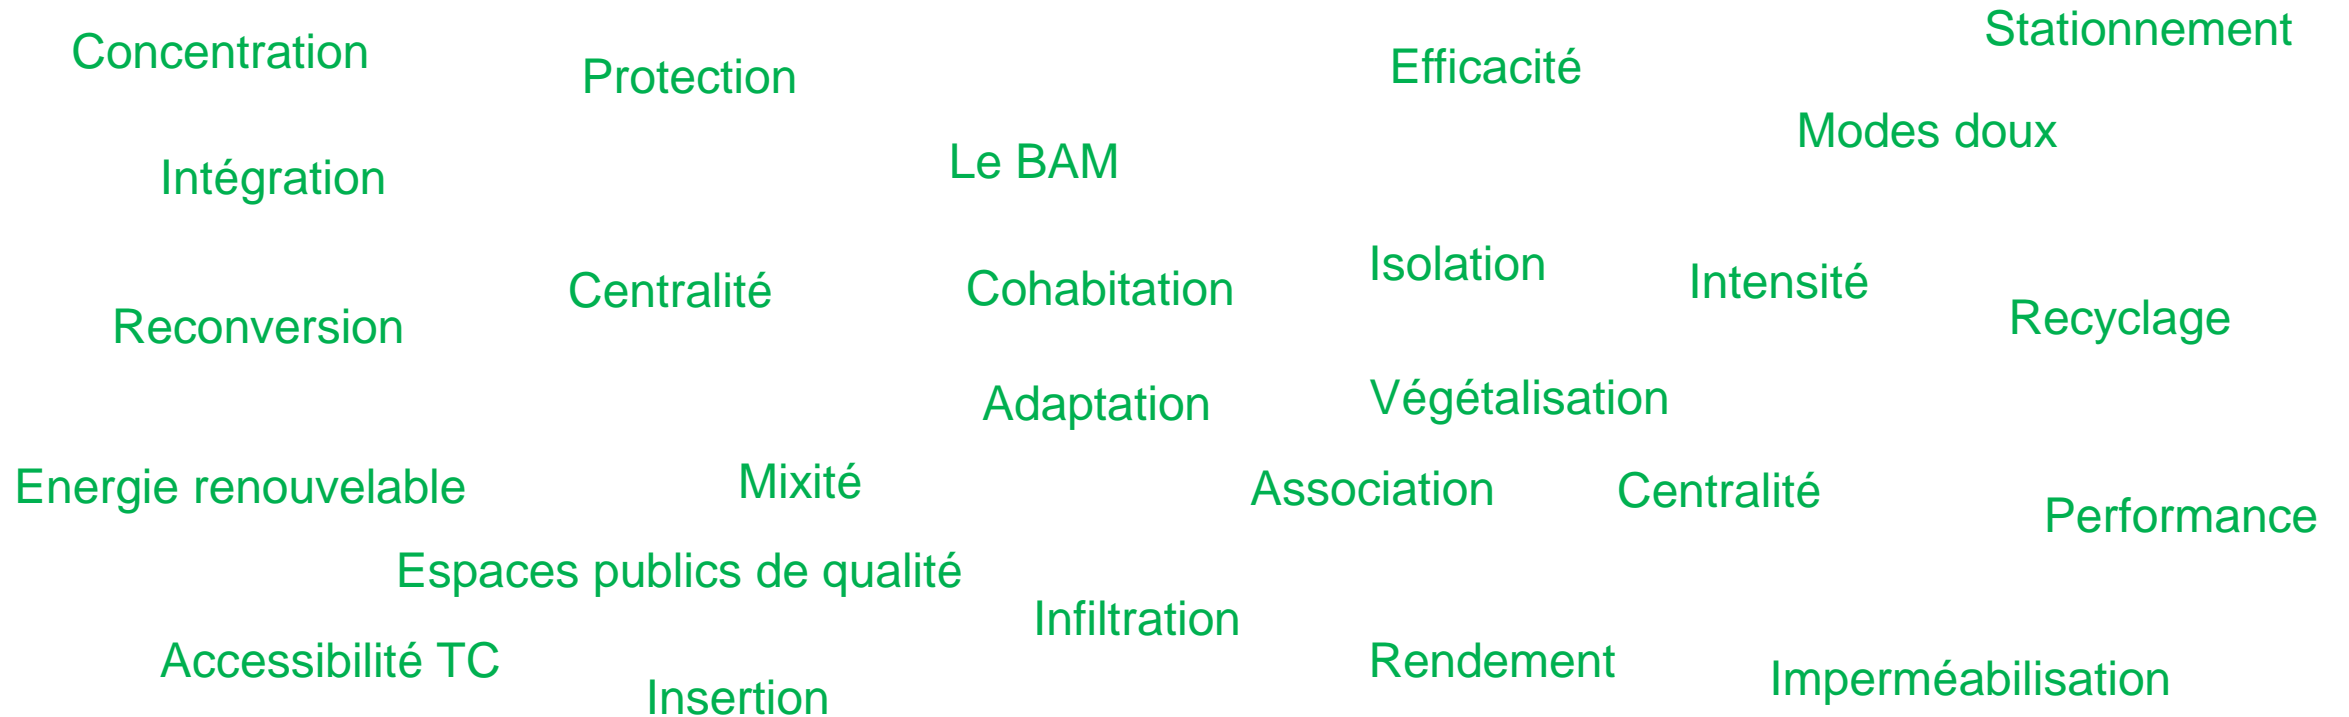 Stationnement
Concentration
Protection
Efficacité
Modes doux
Le BAM
Intégration
Isolation
Intensité
Centralité
Cohabitation
Recyclage
Reconversion
Adaptation
Végétalisation
Energie renouvelable
Mixité
Association
Centralité
Performance
Espaces publics de qualité
Infiltration
Accessibilité TC
Rendement
Imperméabilisation
Insertion